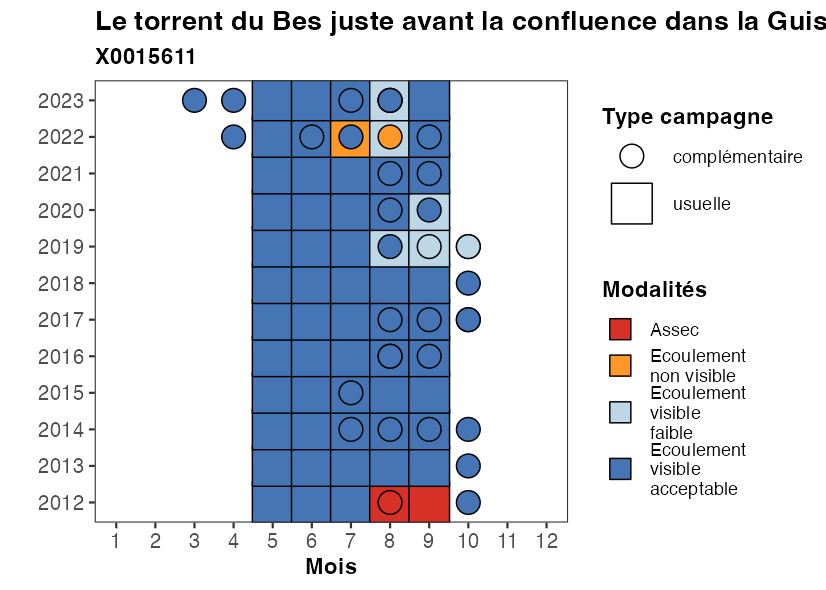 Le torrent du Bes juste avant la confluence dans la Guis
X0015611
2023
2022
2021
2020
2019
2018
2017
2016
2015
2014
2013
2012
1 2 3 4 5 6 7 8 9 10 11 12
Mois
Type campagne
complémentaire
usuelle
Modalités
Assec
Ecoulement
non visible
Ecoulement
visible
faible
Ecoulement
visible
acceptable